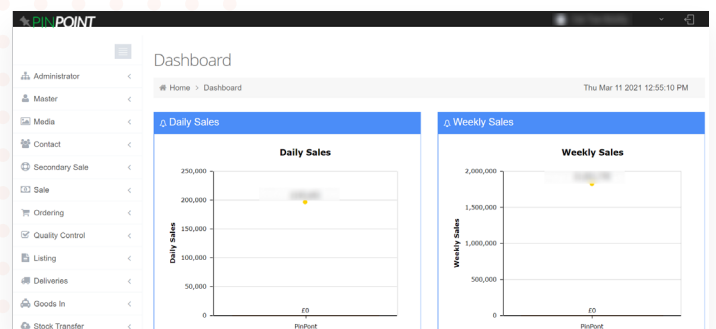 PINPOINT
Dashboard
Home > Dashboard
Thu Mar 11 2021 12:55:10 PM
Administrator
Master
Media
Contact
Secondary Sale
Sale
Ordering
Quality Control
Listing
Deliveries
Goods In
Stock Transfer
Daily Sales
Daily Sales
Daily Sales
250,000
200,000
150,000
100,000
50,000
0
£0
PinPont
Weekly Sales
Weekly Sales
Weekly Sales
2,000,000
1,500,000
1,000,000
500,000
0
£0
PinPont